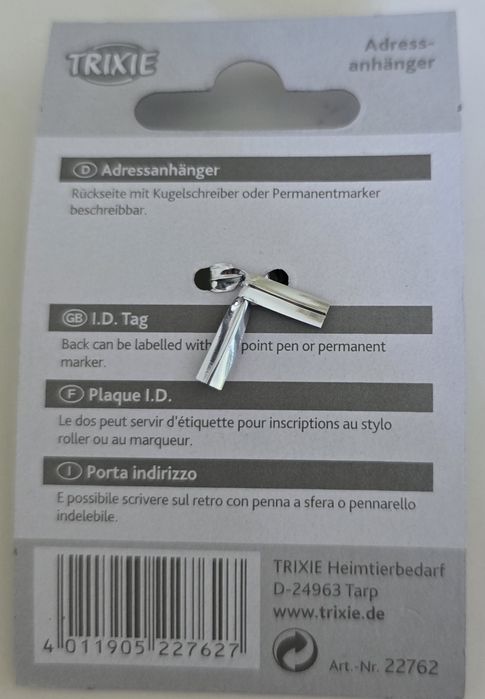 TRIXIE
Adress-
anhänger
D Adressanhänger
Rückseite mit Kugelschreiber oder Permanentmarker
beschreibbar.
GB I.D. Tag
Back can be labelled with point pen or permanent
marker.
F Plaque I.D.
Le dos peut servir d'étiquette pour inscriptions au stylo
roller ou au marqueur.
I Porta indirizzo
E possibile scrivere sul retro con penna a sfera o pennarello
indelebile.
4 011905 227627
TRIXIE Heimtierbedarf
D-24963 Tarp
www.trixie.de
Art.-Nr. 22762